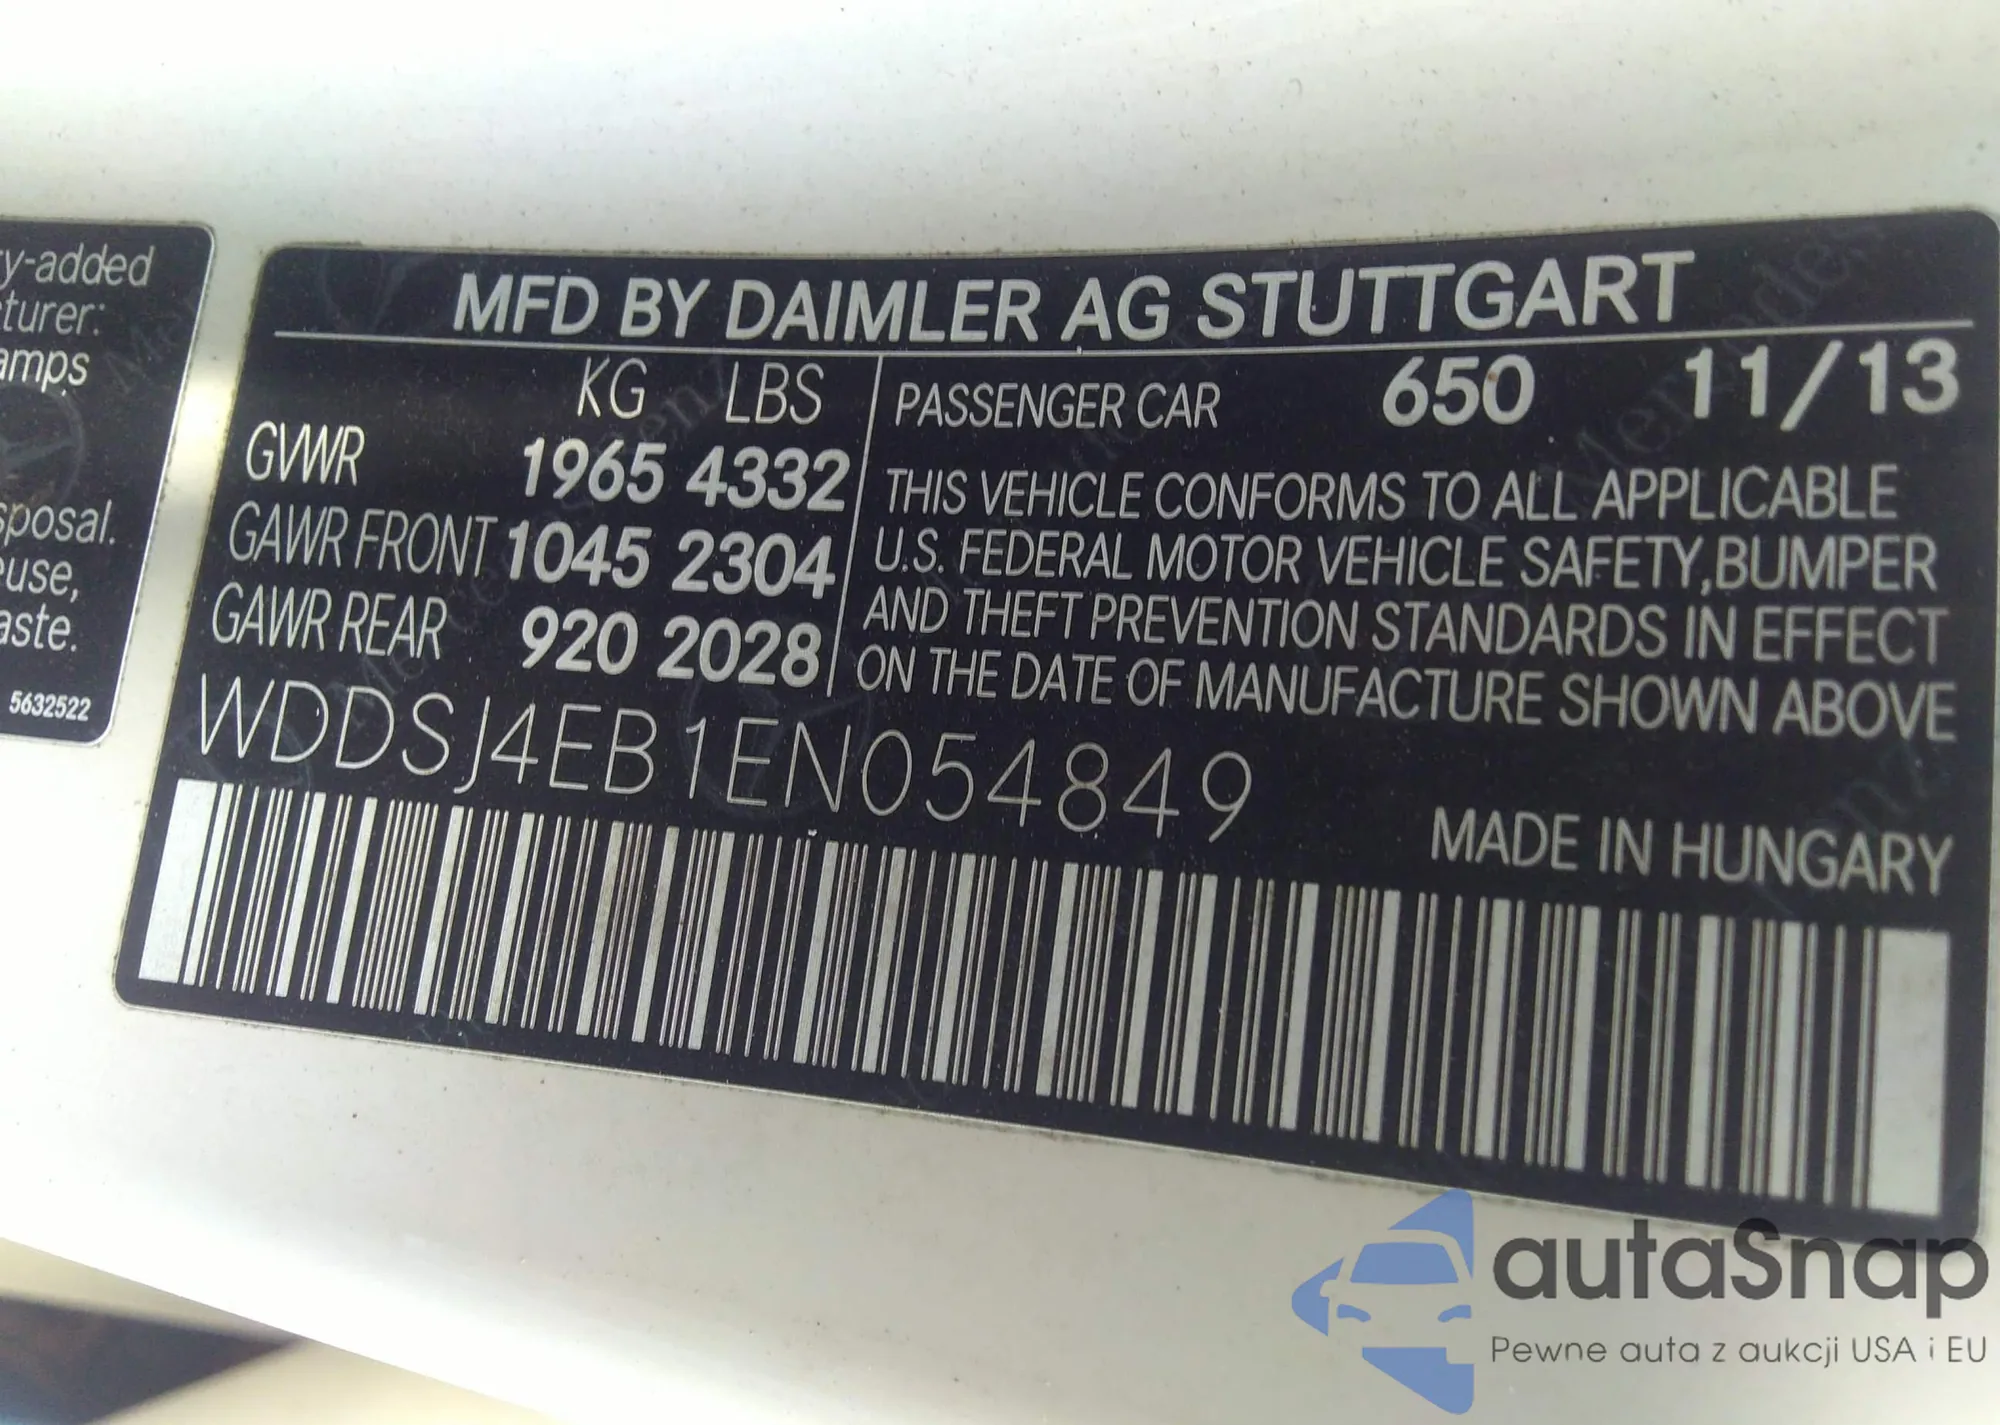 y-added
turer:
amps
sposal.
euse,
aste.
5632522
MFD BY DAIMLER AG STUTTGART
KG LBS
GVWR 1965 4332
GAWR FRONT 1045 2304
GAWR REAR 920 2028
PASSENGER CAR 650 11/13
THIS VEHICLE CONFORMS TO ALL APPLICABLE
U.S. FEDERAL MOTOR VEHICLE SAFETY,BUMPER
AND THEFT PREVENTION STANDARDS IN EFFECT
ON THE DATE OF MANUFACTURE SHOWN ABOVE
WDDSJ4EB1EN054849
MADE IN HUNGARY
autaSnap
Pewne auta z aukcji USA i EU